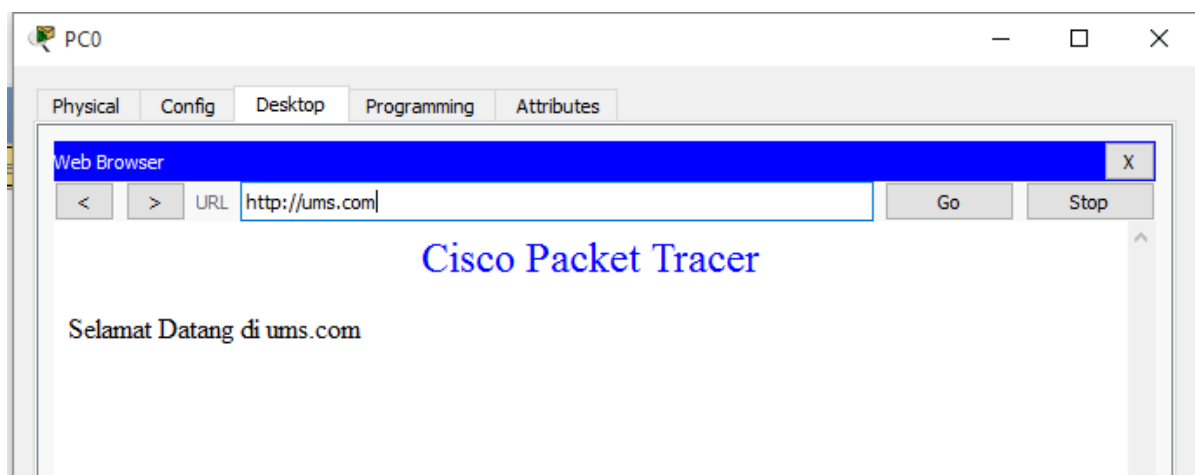 PC0
Physical Config Desktop Programming Attributes
Web Browser X
< > URL http://ums.com Go Stop
Cisco Packet Tracer
Selamat Datang di ums.com